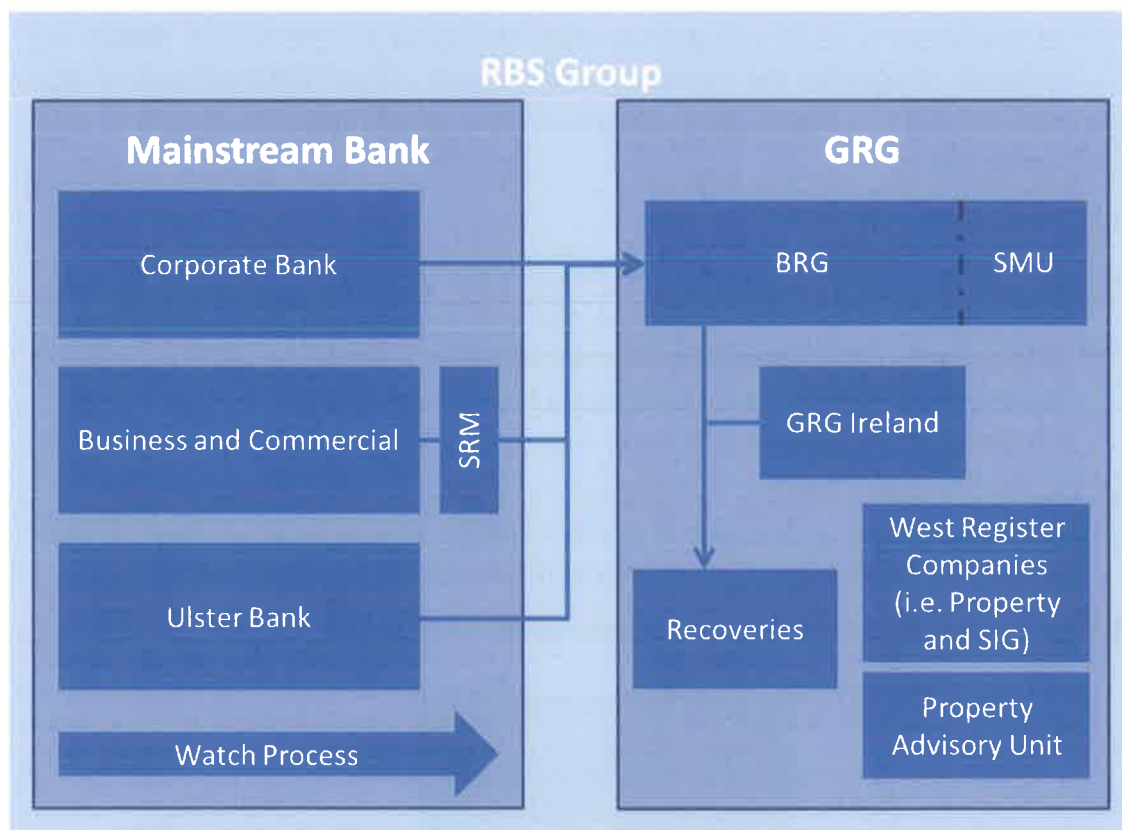 RBS Group
Mainstream Bank
Corporate Bank
Business and Commercial
SRM
Ulster Bank
Watch Process
GRG
BRG
SMU
GRG Ireland
West Register
Companies
(i.e. Property
and SIG)
Recoveries
Property
Advisory Unit